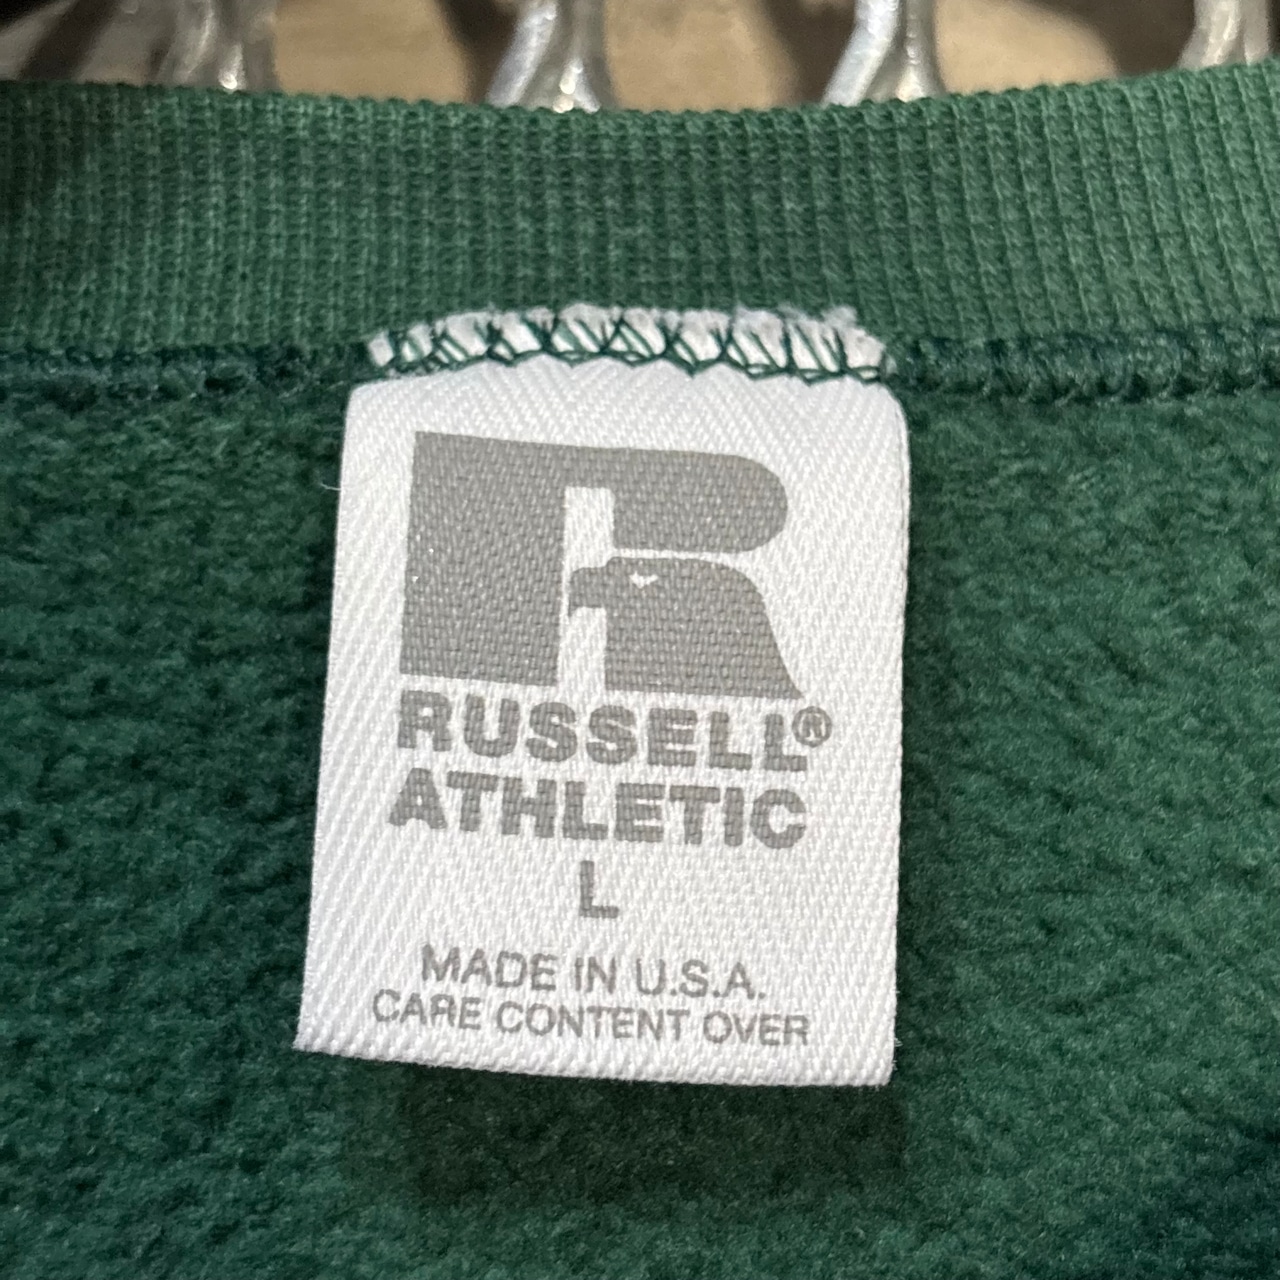 RUSSELL®
ATHLETIC
L
MADE IN U.S.A.
CARE CONTENT OVER